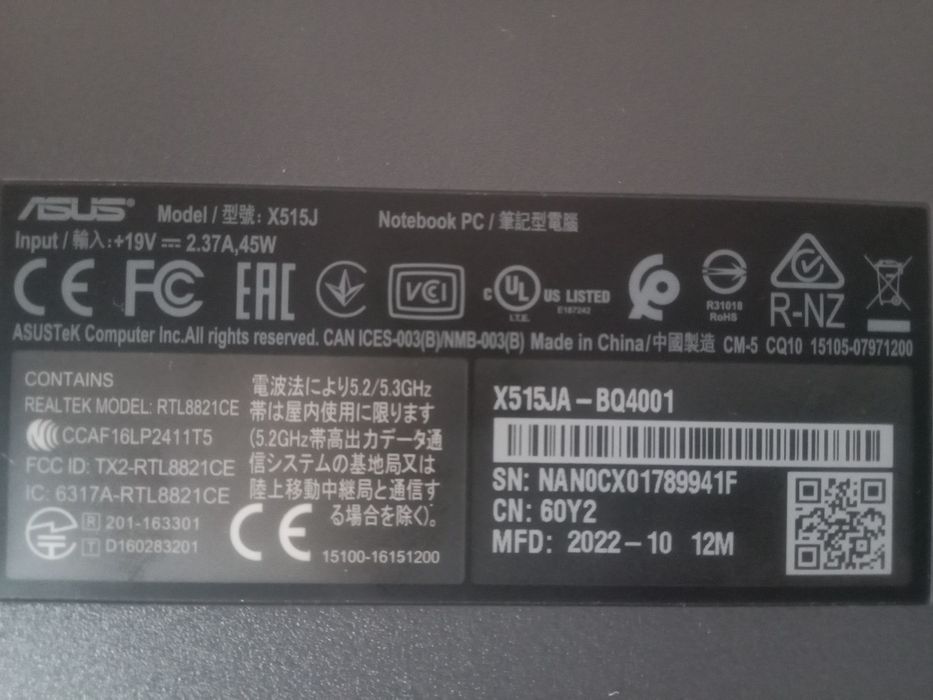 ASUS Model / 型號: X515J Notebook PC / 筆記型電腦
Input / 輸入:+19V ⎓ 2.37A,45W
CE FC EAC VCI c UL US LISTED
I.T.E. E187242
R31018
RoHS
R-NZ
ASUSTeK Computer Inc.All rights reserved. CAN ICES-003(B)/NMB-003(B) Made in China/中國製造 CM-5 CQ10 15105-07971200
CONTAINS
REALTEK MODEL: RTL8821CE
CCAF16LP2411T5
FCC ID: TX2-RTL8821CE
IC: 6317A-RTL8821CE
R 201-163301
T D160283201
電波法により5.2/5.3GHz
帯は屋内使用に限ります
(5.2GHz帯高出力データ通
信システムの基地局又は
陸上移動中継局と通信す
る場合を除く)。
CE 15100-16151200
X515JA-BQ4001
SN: NAN0CX01789941F
CN: 60Y2
MFD: 2022-10 12M